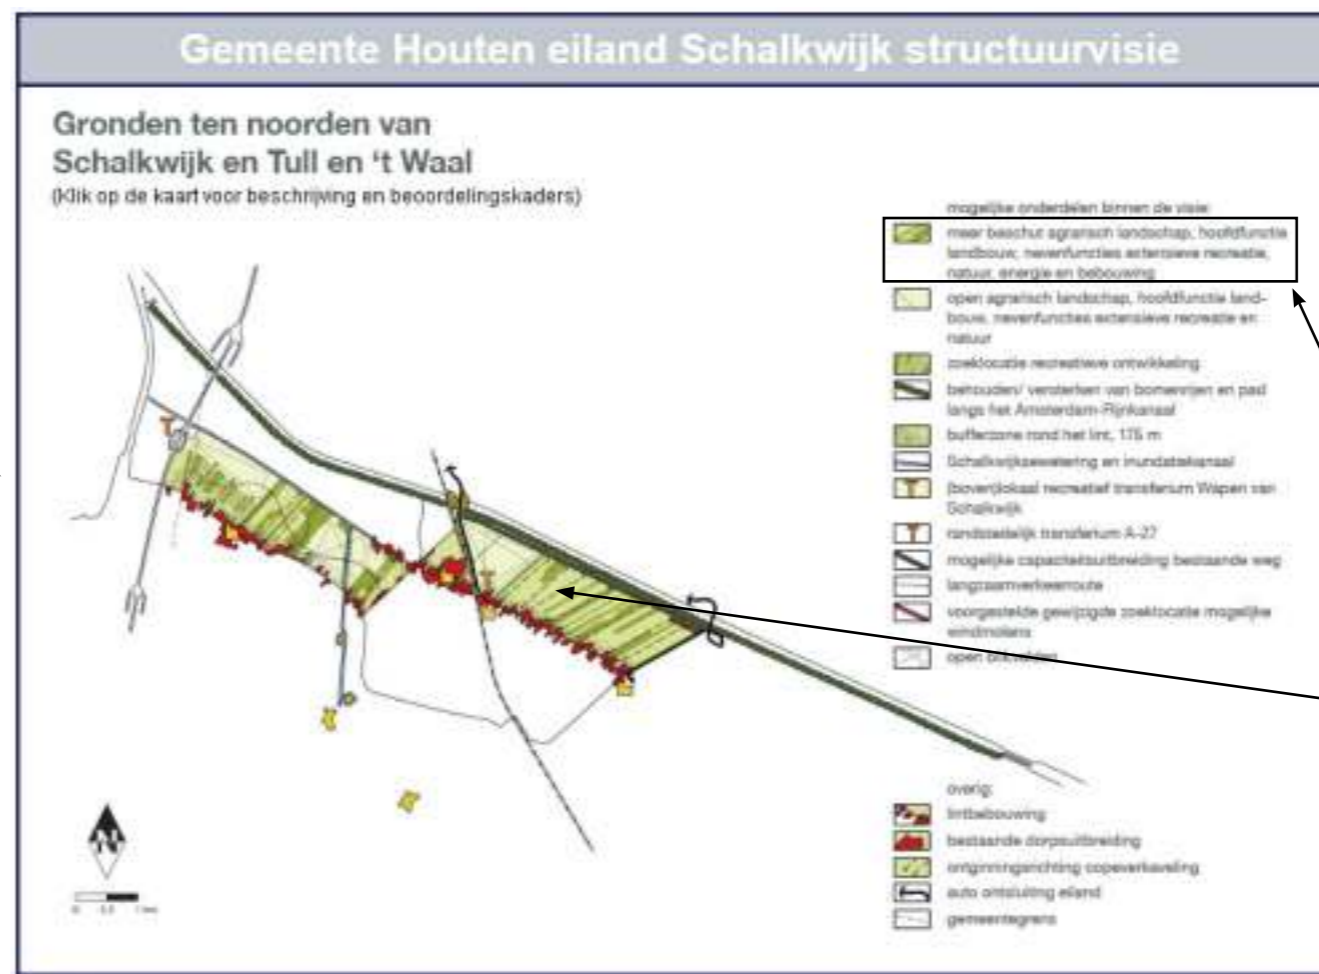 Gemeente Houten eiland Schalkwijk structuurvisie
Gronden ten noorden van
Schalkwijk en Tull en ‘t Waal
(Klik op de kaart voor beschrijving en beoordelingskaders)
mogelijke onderdelen binnen de visie:
meer beschut agrarisch landschap, hoofdfunctie
landbouw, nevenfuncties extensieve recreatie,
natuur, energie en bebouwing
open agrarisch landschap, hoofdfunctie land-
bouw, nevenfuncties extensieve recreatie en
natuur
zoeklocatie recreatieve ontwikkeling
behouden/ versterken van bomenrijen en pad
langs het Amsterdam-Rijnkanaal
bufferzone rond het lint, 175 m
Schalkwijksewetering en inundatiekanaal
(boven)lokaal recreatief transferium Wapen van
Schalkwijk
randstedelijk transferium A-27
mogelijke capaciteitsuitbreiding bestaande weg
langzaamverkeerroute
voorgestelde gewijzigde zoeklocatie mogelijke
windmolens
open
N
0
overig:
lintbebouwing
bestaande dorpsuitbreiding
ontginningsrichting copeverkaveling
auto ontsluiting eiland
gemeentegrens